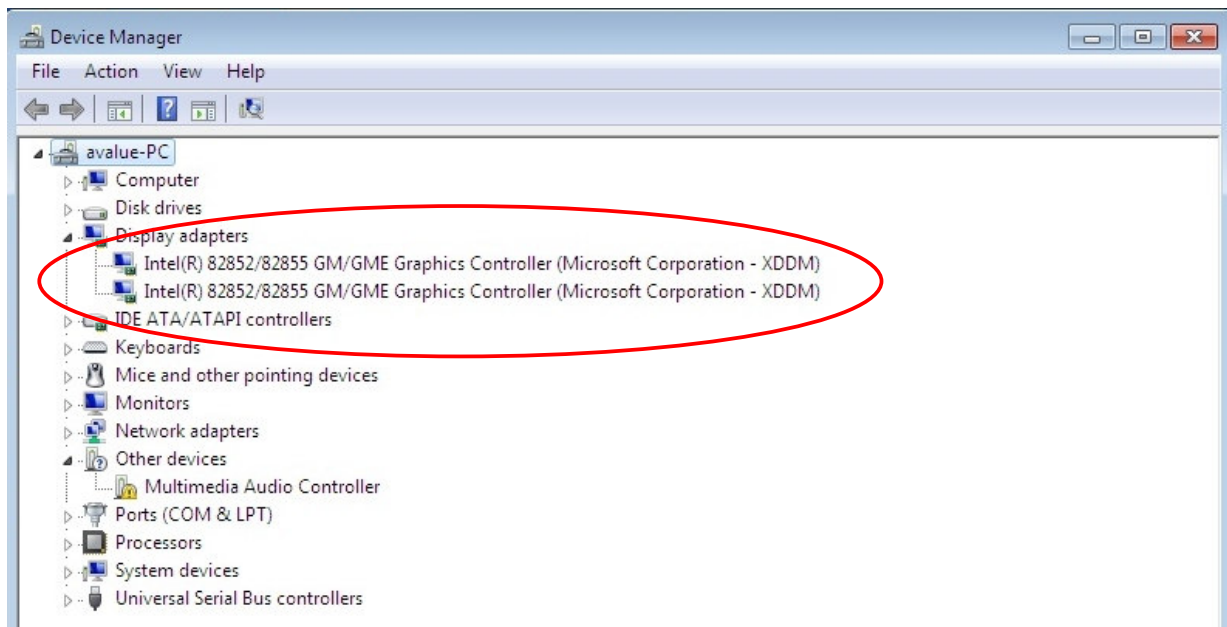 Device Manager
File Action View Help
avalue-PC
Computer
Disk drives
Display adapters
Intel(R) 82852/82855 GM/GME Graphics Controller (Microsoft Corporation - XDDM)
Intel(R) 82852/82855 GM/GME Graphics Controller (Microsoft Corporation - XDDM)
IDE ATA/ATAPI controllers
Keyboards
Mice and other pointing devices
Monitors
Network adapters
Other devices
Multimedia Audio Controller
Ports (COM & LPT)
Processors
System devices
Universal Serial Bus controllers